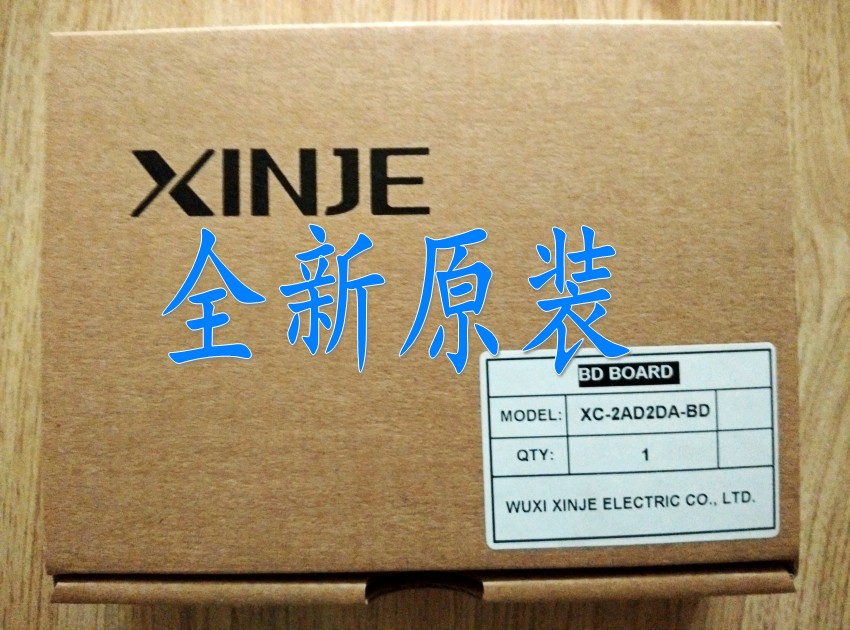 XINJE
全新原装
BD BOARD
MODEL: XC-2AD2DA-BD
QTY: 1
WUXI XINJE ELECTRIC CO., LTD.